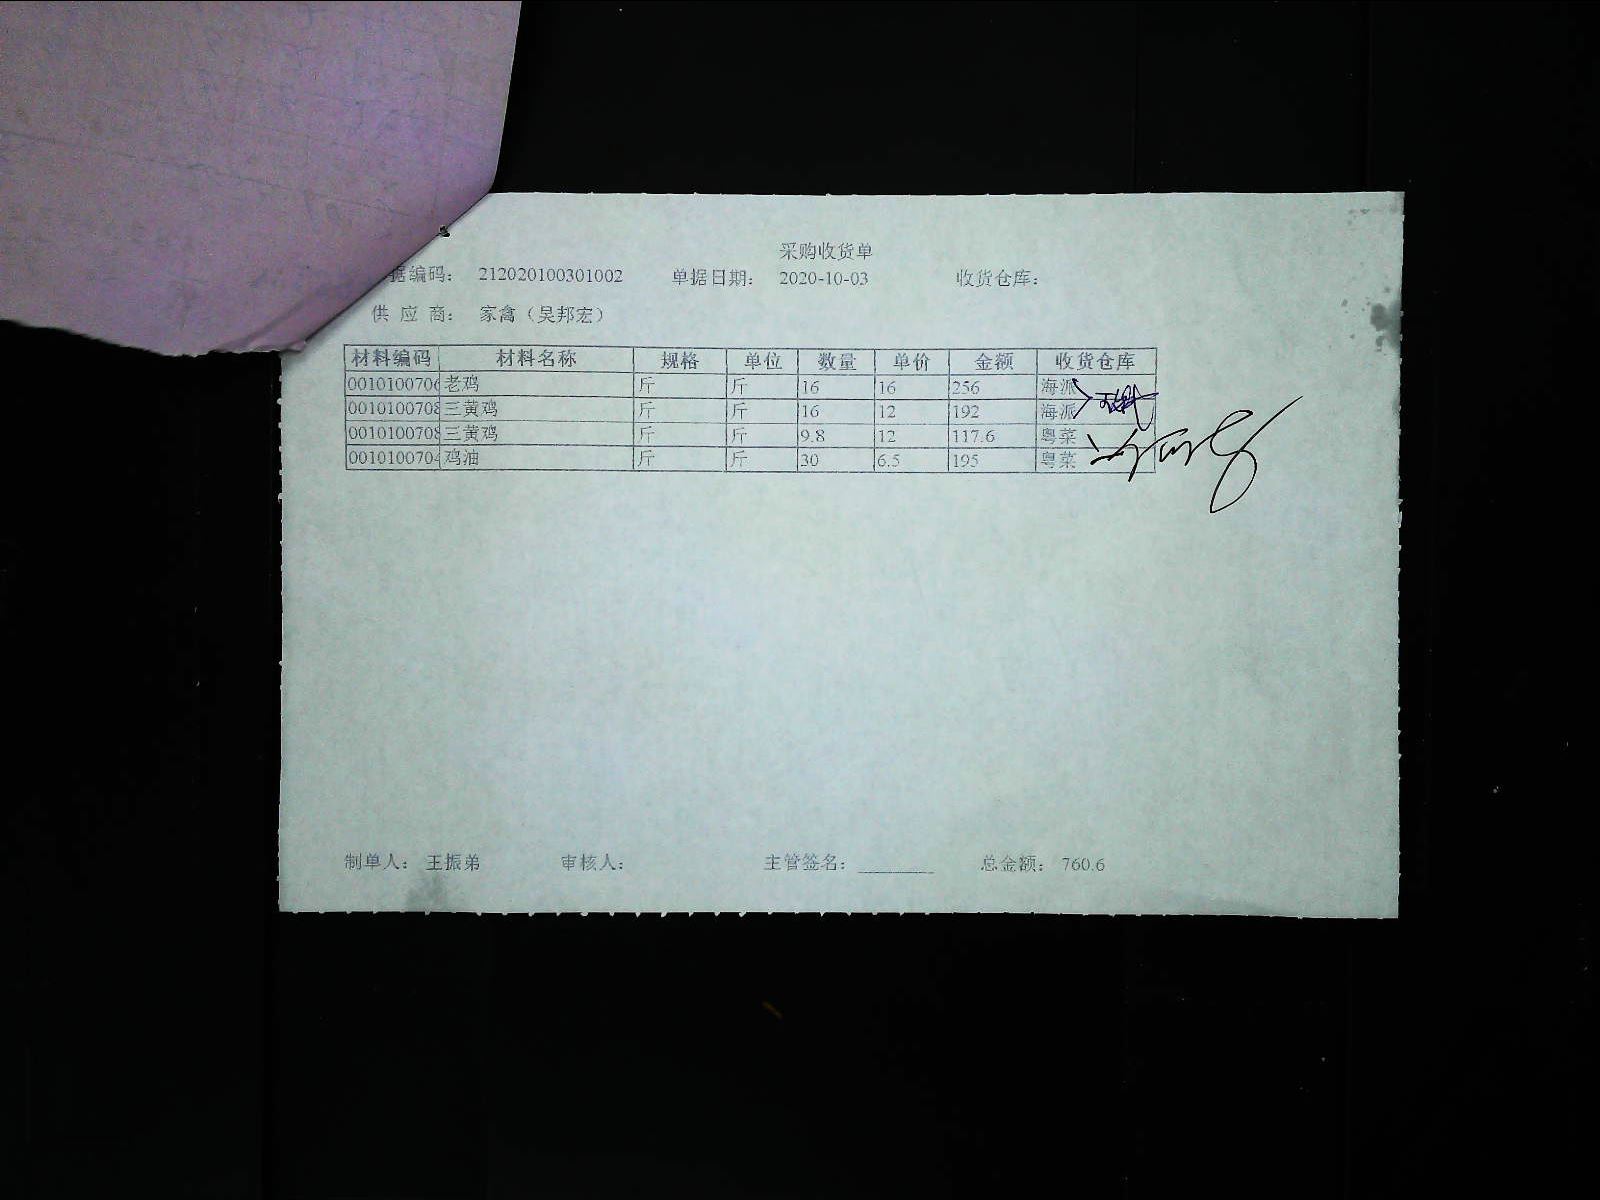 采购收货单
据编码: 212020100301002 单据日期: 2020-10-03 收货仓库:
供 应 商: 家禽（吴邦宏）
材料编码 材料名称 规格 单位 数量 单价 金额 收货仓库
0010100706 老鸡 斤 斤 16 16 256 海派
0010100708 三黄鸡 斤 斤 16 12 192 海派
0010100708 三黄鸡 斤 斤 9.8 12 117.6 粤菜
0010100704 鸡油 斤 斤 30 6.5 195 粤菜
制单人: 王振弟 审核人: 主管签名: ________ 总金额: 760.6